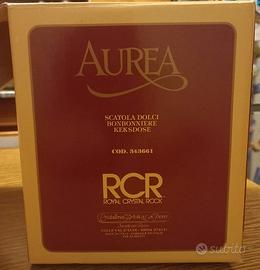 AUREA
SCATOLA DOLCI
BONBONNIERE
KEKSDOSE
COD. 343661
RCR
ROYAL CRYSTAL ROCK
subito